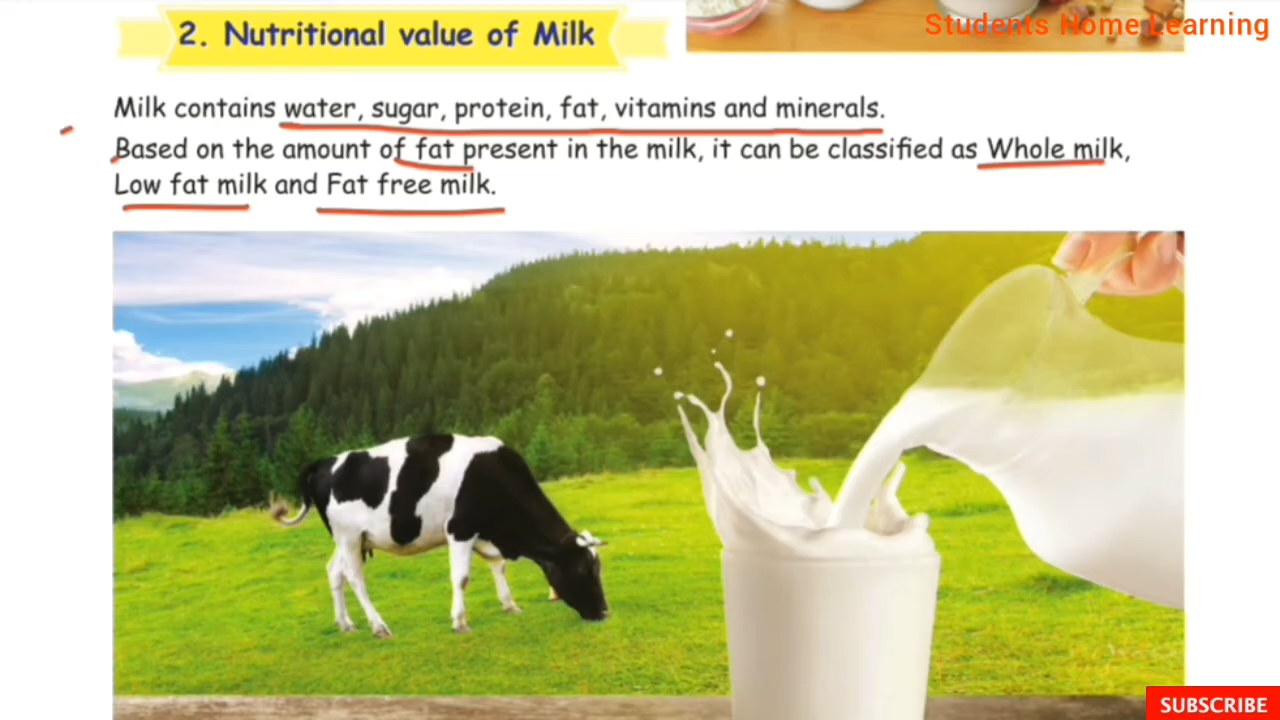 Students Home Learning
2. Nutritional value of Milk
Milk contains water, sugar, protein, fat, vitamins and minerals.
Based on the amount of fat present in the milk, it can be classified as Whole milk,
Low fat milk and Fat free milk.
SUBSCRIBE